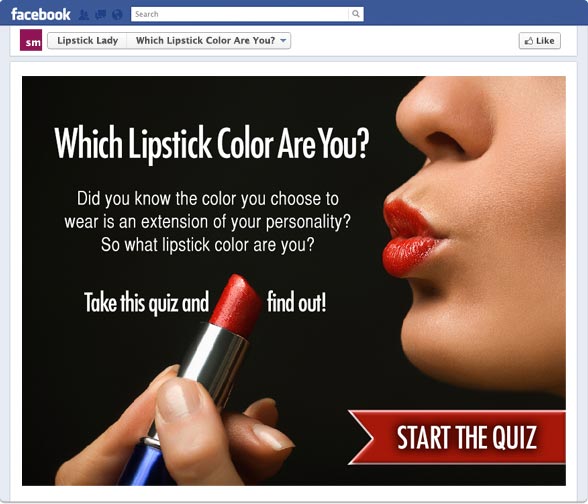 facebook
Search
sm
Lipstick Lady
Which Lipstick Color Are You?
Like
Which Lipstick Color Are You?
Did you know the color you choose to
wear is an extension of your personality?
So what lipstick color are you?
Take this quiz and find out!
START THE QUIZ